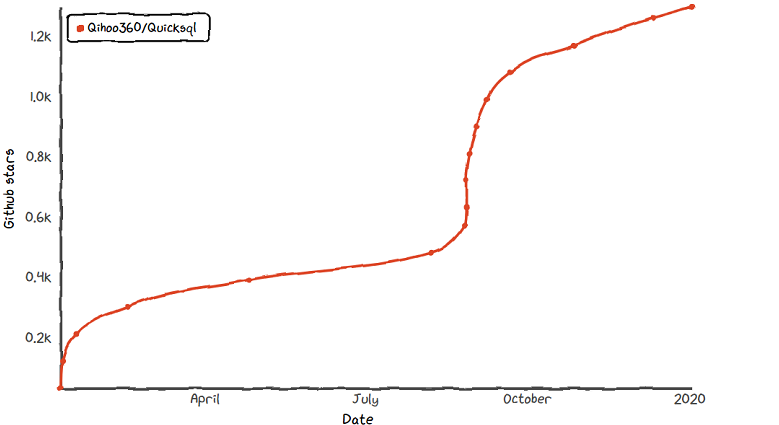 Qihoo360/Quicksql
1.2k
1.0k
0.8k
0.6k
0.4k
0.2k
Github stars
April July October 2020
Date